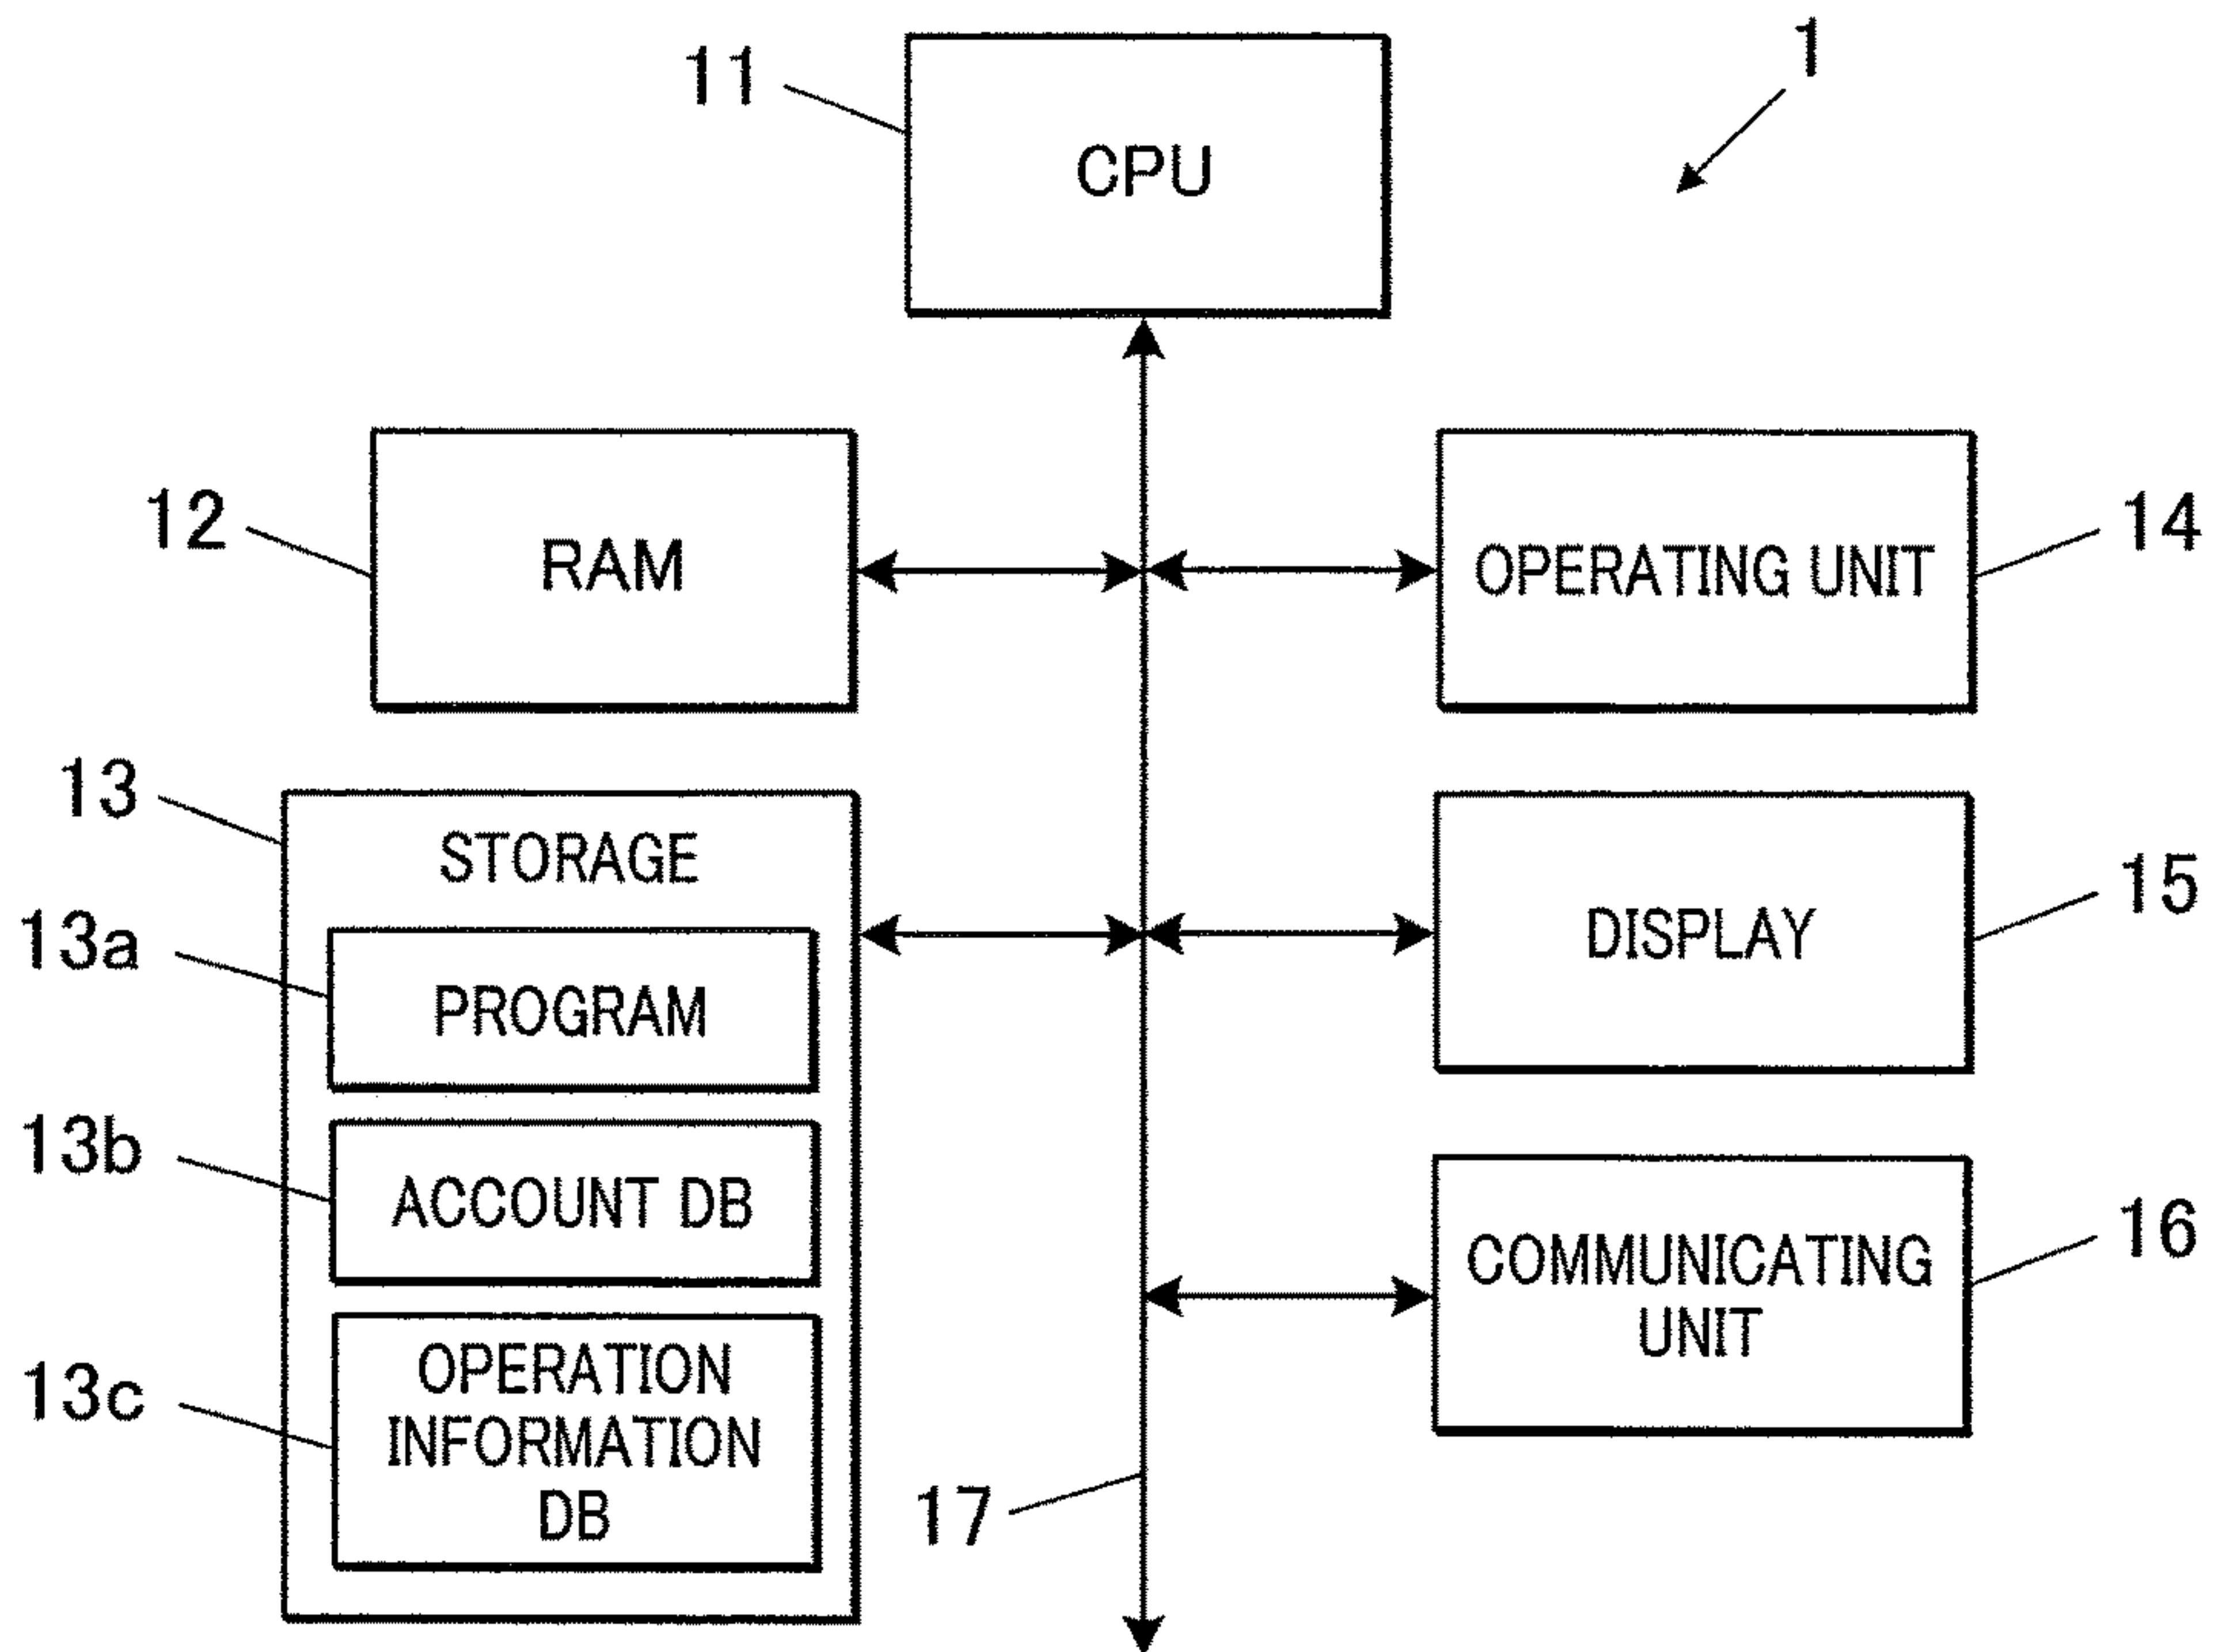 1
11
CPU
12
RAM
14
OPERATING UNIT
13
STORAGE
13a
PROGRAM
15
DISPLAY
13b
ACCOUNT DB
16
COMMUNICATING
UNIT
13c
OPERATION
INFORMATION
DB
17